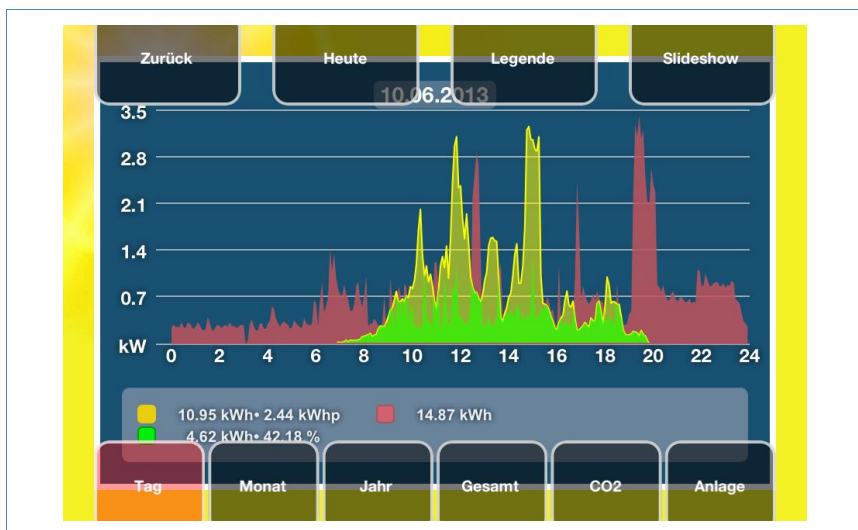 Zurück Heute Legende Slideshow
10.06.2013
3.5
2.8
2.1
1.4
0.7
kW
0 2 4 6 8 10 12 14 16 18 20 22 24
10.95 kWh• 2.44 kWhp 14.87 kWh
4.62 kWh• 42.18 %
Tag Monat Jahr Gesamt CO2 Anlage